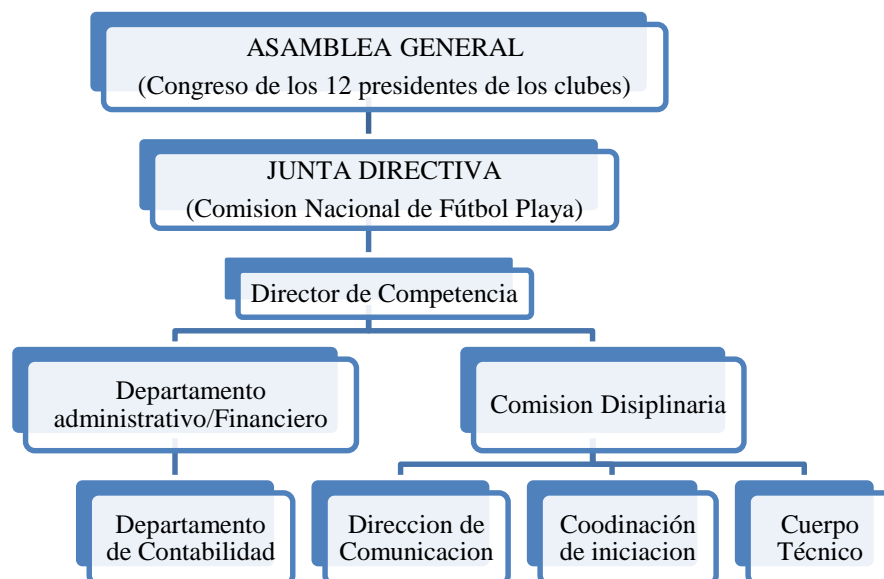 ASAMBLEA GENERAL
(Congreso de los 12 presidentes de los clubes)
JUNTA DIRECTIVA
(Comision Nacional de Fútbol Playa)
Director de Competencia
Departamento
administrativo/Financiero
Comision Disiplinaria
Departamento
de Contabilidad
Direccion de
Comunicacion
Coodinación
de iniciacion
Cuerpo
Técnico